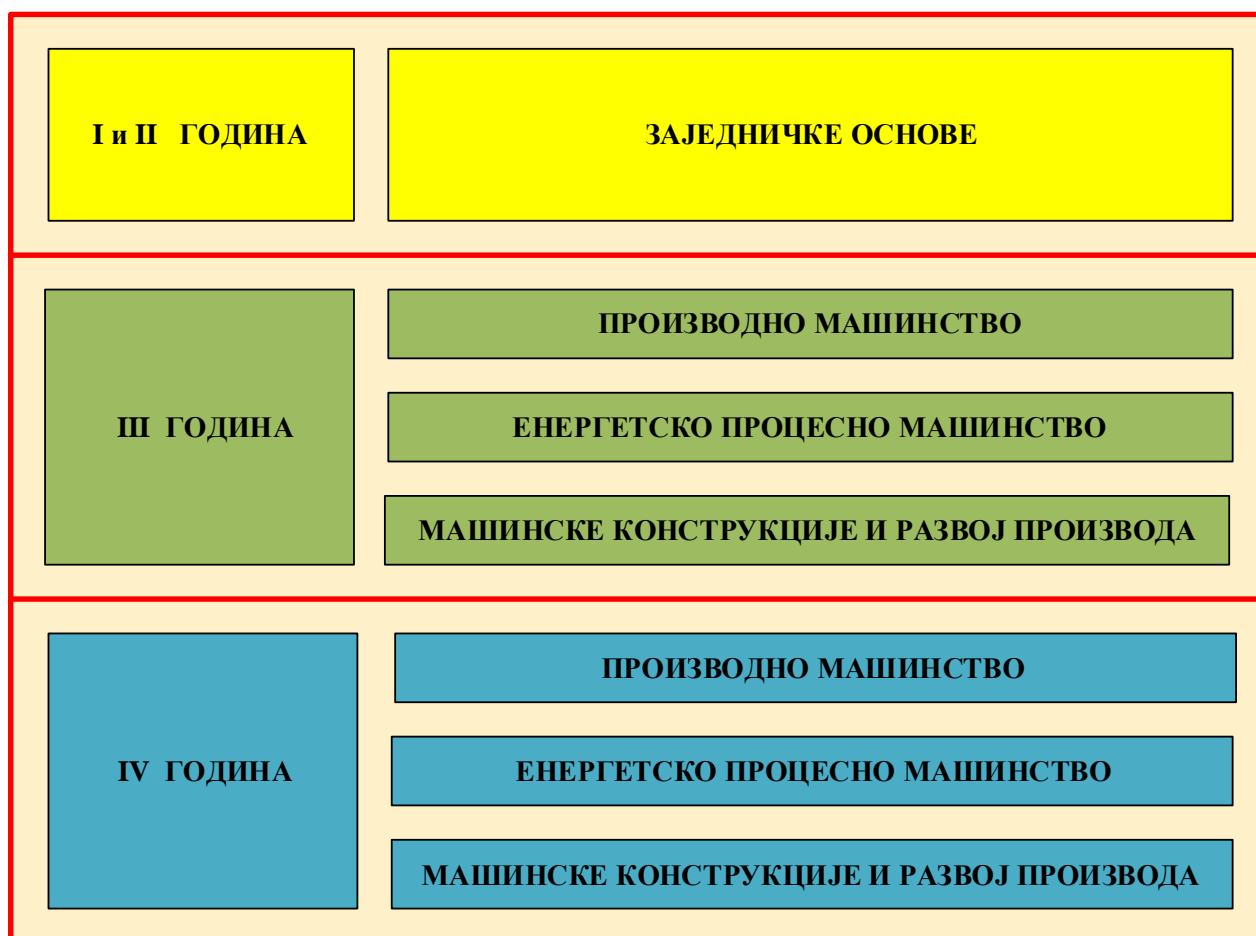 I и II ГОДИНА
ЗАЈЕДНИЧКЕ ОСНОВЕ
III ГОДИНА
ПРОИЗВОДНО МАШИНСТВО
ЕНЕРГЕТСКО ПРОЦЕСНО МАШИНСТВО
МАШИНСКЕ КОНСТРУКЦИЈЕ И РАЗВОЈ ПРОИЗВОДА
IV ГОДИНА
ПРОИЗВОДНО МАШИНСТВО
ЕНЕРГЕТСКО ПРОЦЕСНО МАШИНСТВО
МАШИНСКЕ КОНСТРУКЦИЈЕ И РАЗВОЈ ПРОИЗВОДА